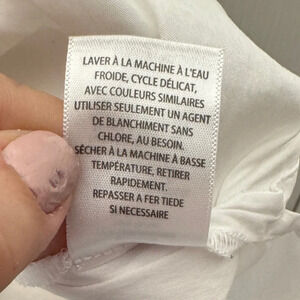 LAVER À LA MACHINE À L'EAU
FROIDE, CYCLE DÉLICAT,
AVEC COULEURS SIMILAIRES
UTILISER SEULEMENT UN AGENT
DE BLANCHIMENT SANS
CHLORE, AU BESOIN.
SÉCHER À LA MACHINE À BASSE
TEMPÉRATURE, RETIRER
RAPIDEMENT.
REPASSER A FER TIEDE
SI NECESSAIRE